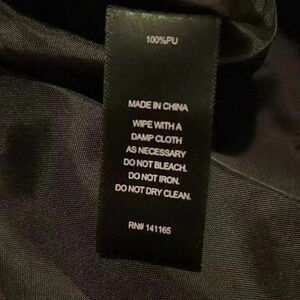 100%PU
MADE IN CHINA
WIPE WITH A
DAMP CLOTH
AS NECESSARY
DO NOT BLEACH.
DO NOT IRON.
DO NOT DRY CLEAN.
RN# 141165